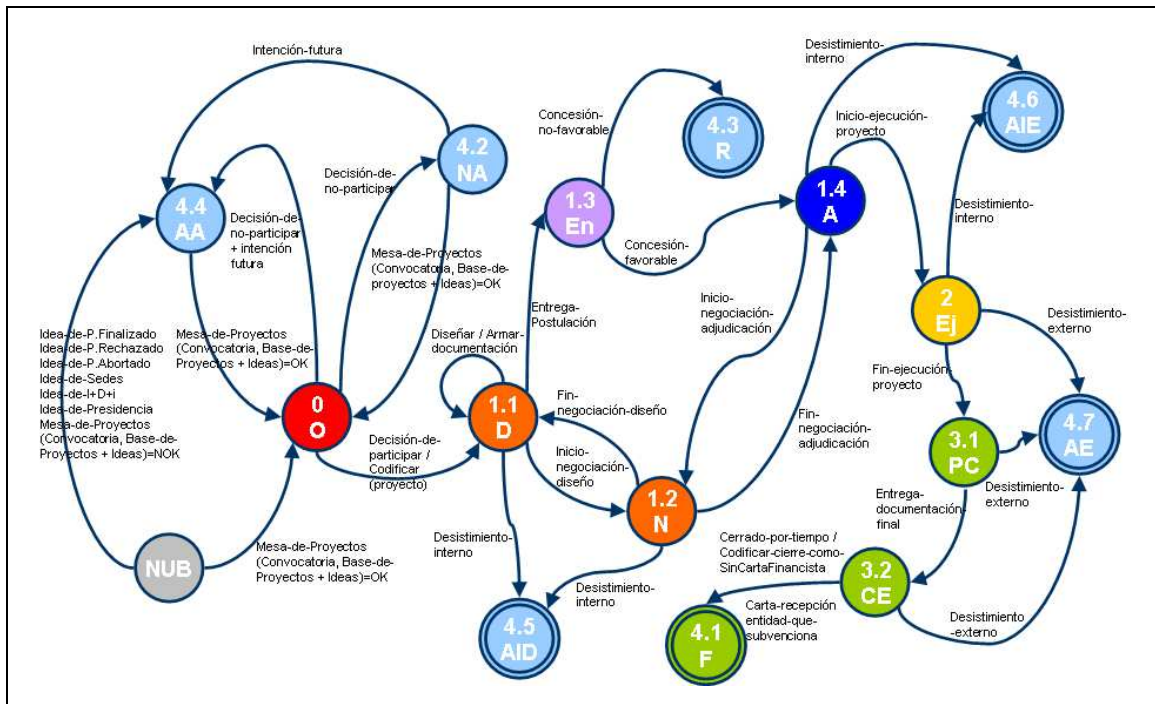 Intención-futura
4.2
NA
Decisión-de-
no-participar
4.4
AA
Decisión-de-
no-participar
+ intención
futura
Mesa-de-Proyectos
(Convocatoria, Base-de-
proyectos + Ideas)=OK
Idea-de-P.Finalizado
Idea-de-P.Rechazado
Idea-de-P.Abortado
Idea-de-Sedes
Idea-de-I+D+i
Idea-de-Presidencia
Mesa-de-Proyectos
(Convocatoria, Base-de-
Proyectos + Ideas)=NOK
Mesa-de-Proyectos
(Convocatoria, Base-de-
Proyectos + Ideas)=OK
0
O
NUB
Mesa-de-Proyectos
(Convocatoria, Base-de-
Proyectos + Ideas)=OK
Decisión-de-
participar /
Codificar
(proyecto)
Diseñar / Armar-
documentación
1.1
D
Entrega-
Postulación
1.3
En
Concesión-
no-favorable
4.3
R
Concesión-
favorable
Fin-
negociación-diseño
Inicio-
negociación-
diseño
1.2
N
Desistimiento-
interno
Desistimiento-
interno
4.5
AID
Inicio-
negociación-
adjudicación
Fin-
negociación-
adjudicación
1.4
A
Desistimiento-
interno
Inicio-ejecución-
proyecto
4.6
AIE
Desistimiento-
interno
2
Ej
Desistimiento-
externo
Fin-ejecución-
proyecto
3.1
PC
Desistimiento-
externo
4.7
AE
Entrega-
documentación-
final
3.2
CE
Desistimiento
-externo
Cerrado-por-tiempo /
Codificar-cierre-como-
SinCartaFinancista
Carta-recepción
entidad-que-
subvenciona
4.1
F